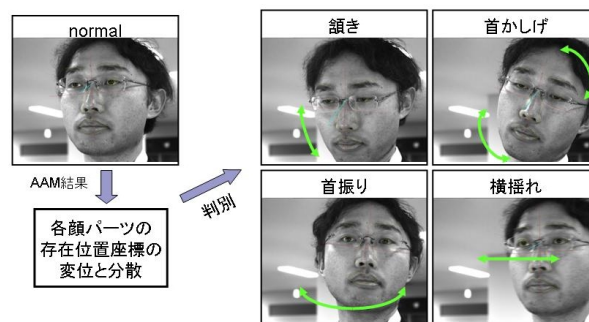 normal
AAM結果
各顔パーツの
存在位置座標の
変位と分散
判別
頷き
首かしげ
首振り
横揺れ